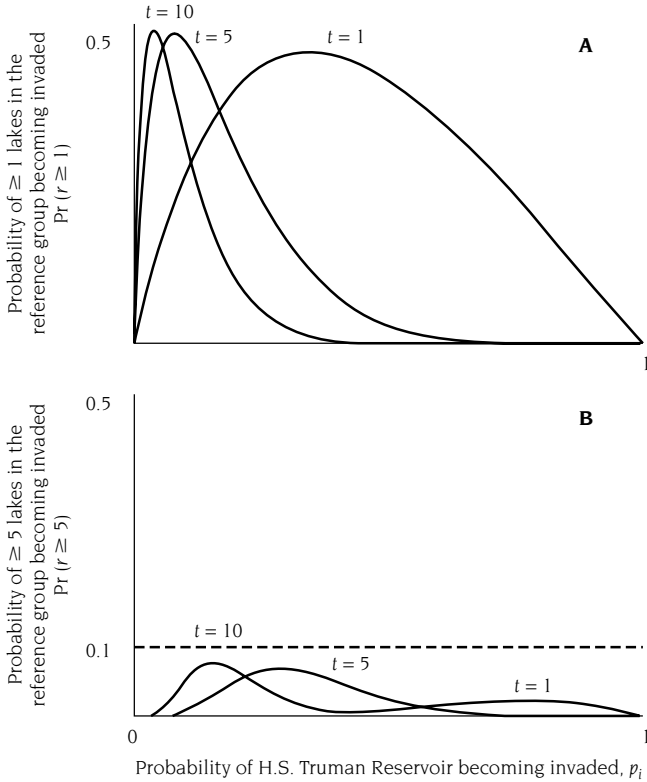 t = 10
t = 5
t = 1
0.5
A
Probability of ≥ 1 lakes in the
reference group becoming invaded
Pr (r ≥ 1)
1
0.5
B
Probability of ≥ 5 lakes in the
reference group becoming invaded
Pr (r ≥ 5)
t = 10
0.1
t = 5
t = 1
0
1
Probability of H.S. Truman Reservoir becoming invaded, pᵢ